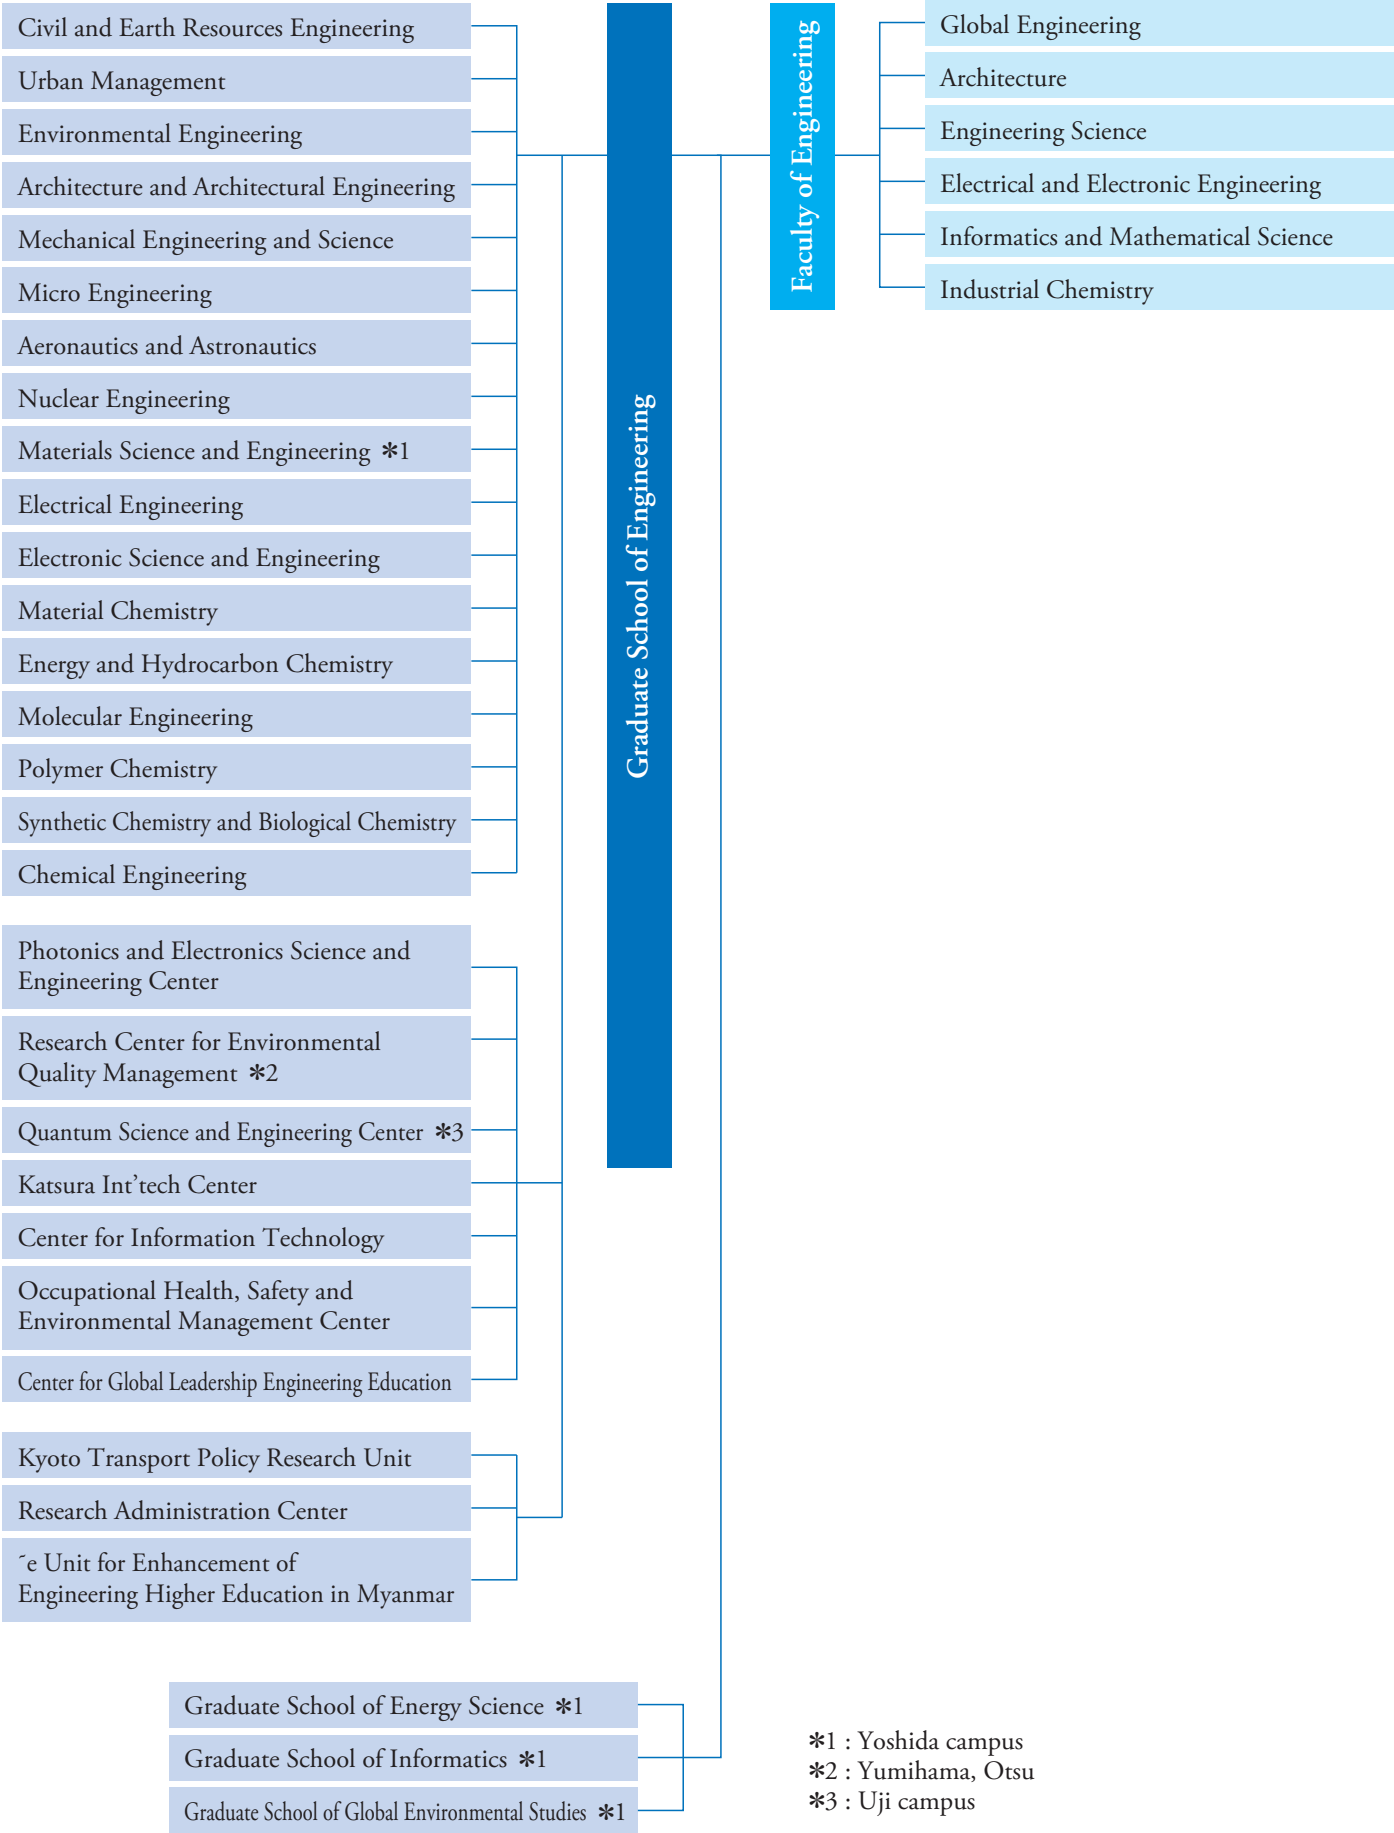 Civil and Earth Resources Engineering
Urban Management
Environmental Engineering
Architecture and Architectural Engineering
Mechanical Engineering and Science
Micro Engineering
Aeronautics and Astronautics
Nuclear Engineering
Materials Science and Engineering *1
Electrical Engineering
Electronic Science and Engineering
Material Chemistry
Energy and Hydrocarbon Chemistry
Molecular Engineering
Polymer Chemistry
Synthetic Chemistry and Biological Chemistry
Chemical Engineering
Photonics and Electronics Science and
Engineering Center
Research Center for Environmental
Quality Management *2
Quantum Science and Engineering Center *3
Katsura Int’tech Center
Center for Information Technology
Occupational Health, Safety and
Environmental Management Center
Center for Global Leadership Engineering Education
Kyoto Transport Policy Research Unit
Research Administration Center
˜e Unit for Enhancement of
Engineering Higher Education in Myanmar
Graduate School of Engineering
Faculty of Engineering
Global Engineering
Architecture
Engineering Science
Electrical and Electronic Engineering
Informatics and Mathematical Science
Industrial Chemistry
Graduate School of Energy Science *1
Graduate School of Informatics *1
Graduate School of Global Environmental Studies *1
*1 : Yoshida campus
*2 : Yumihama, Otsu
*3 : Uji campus